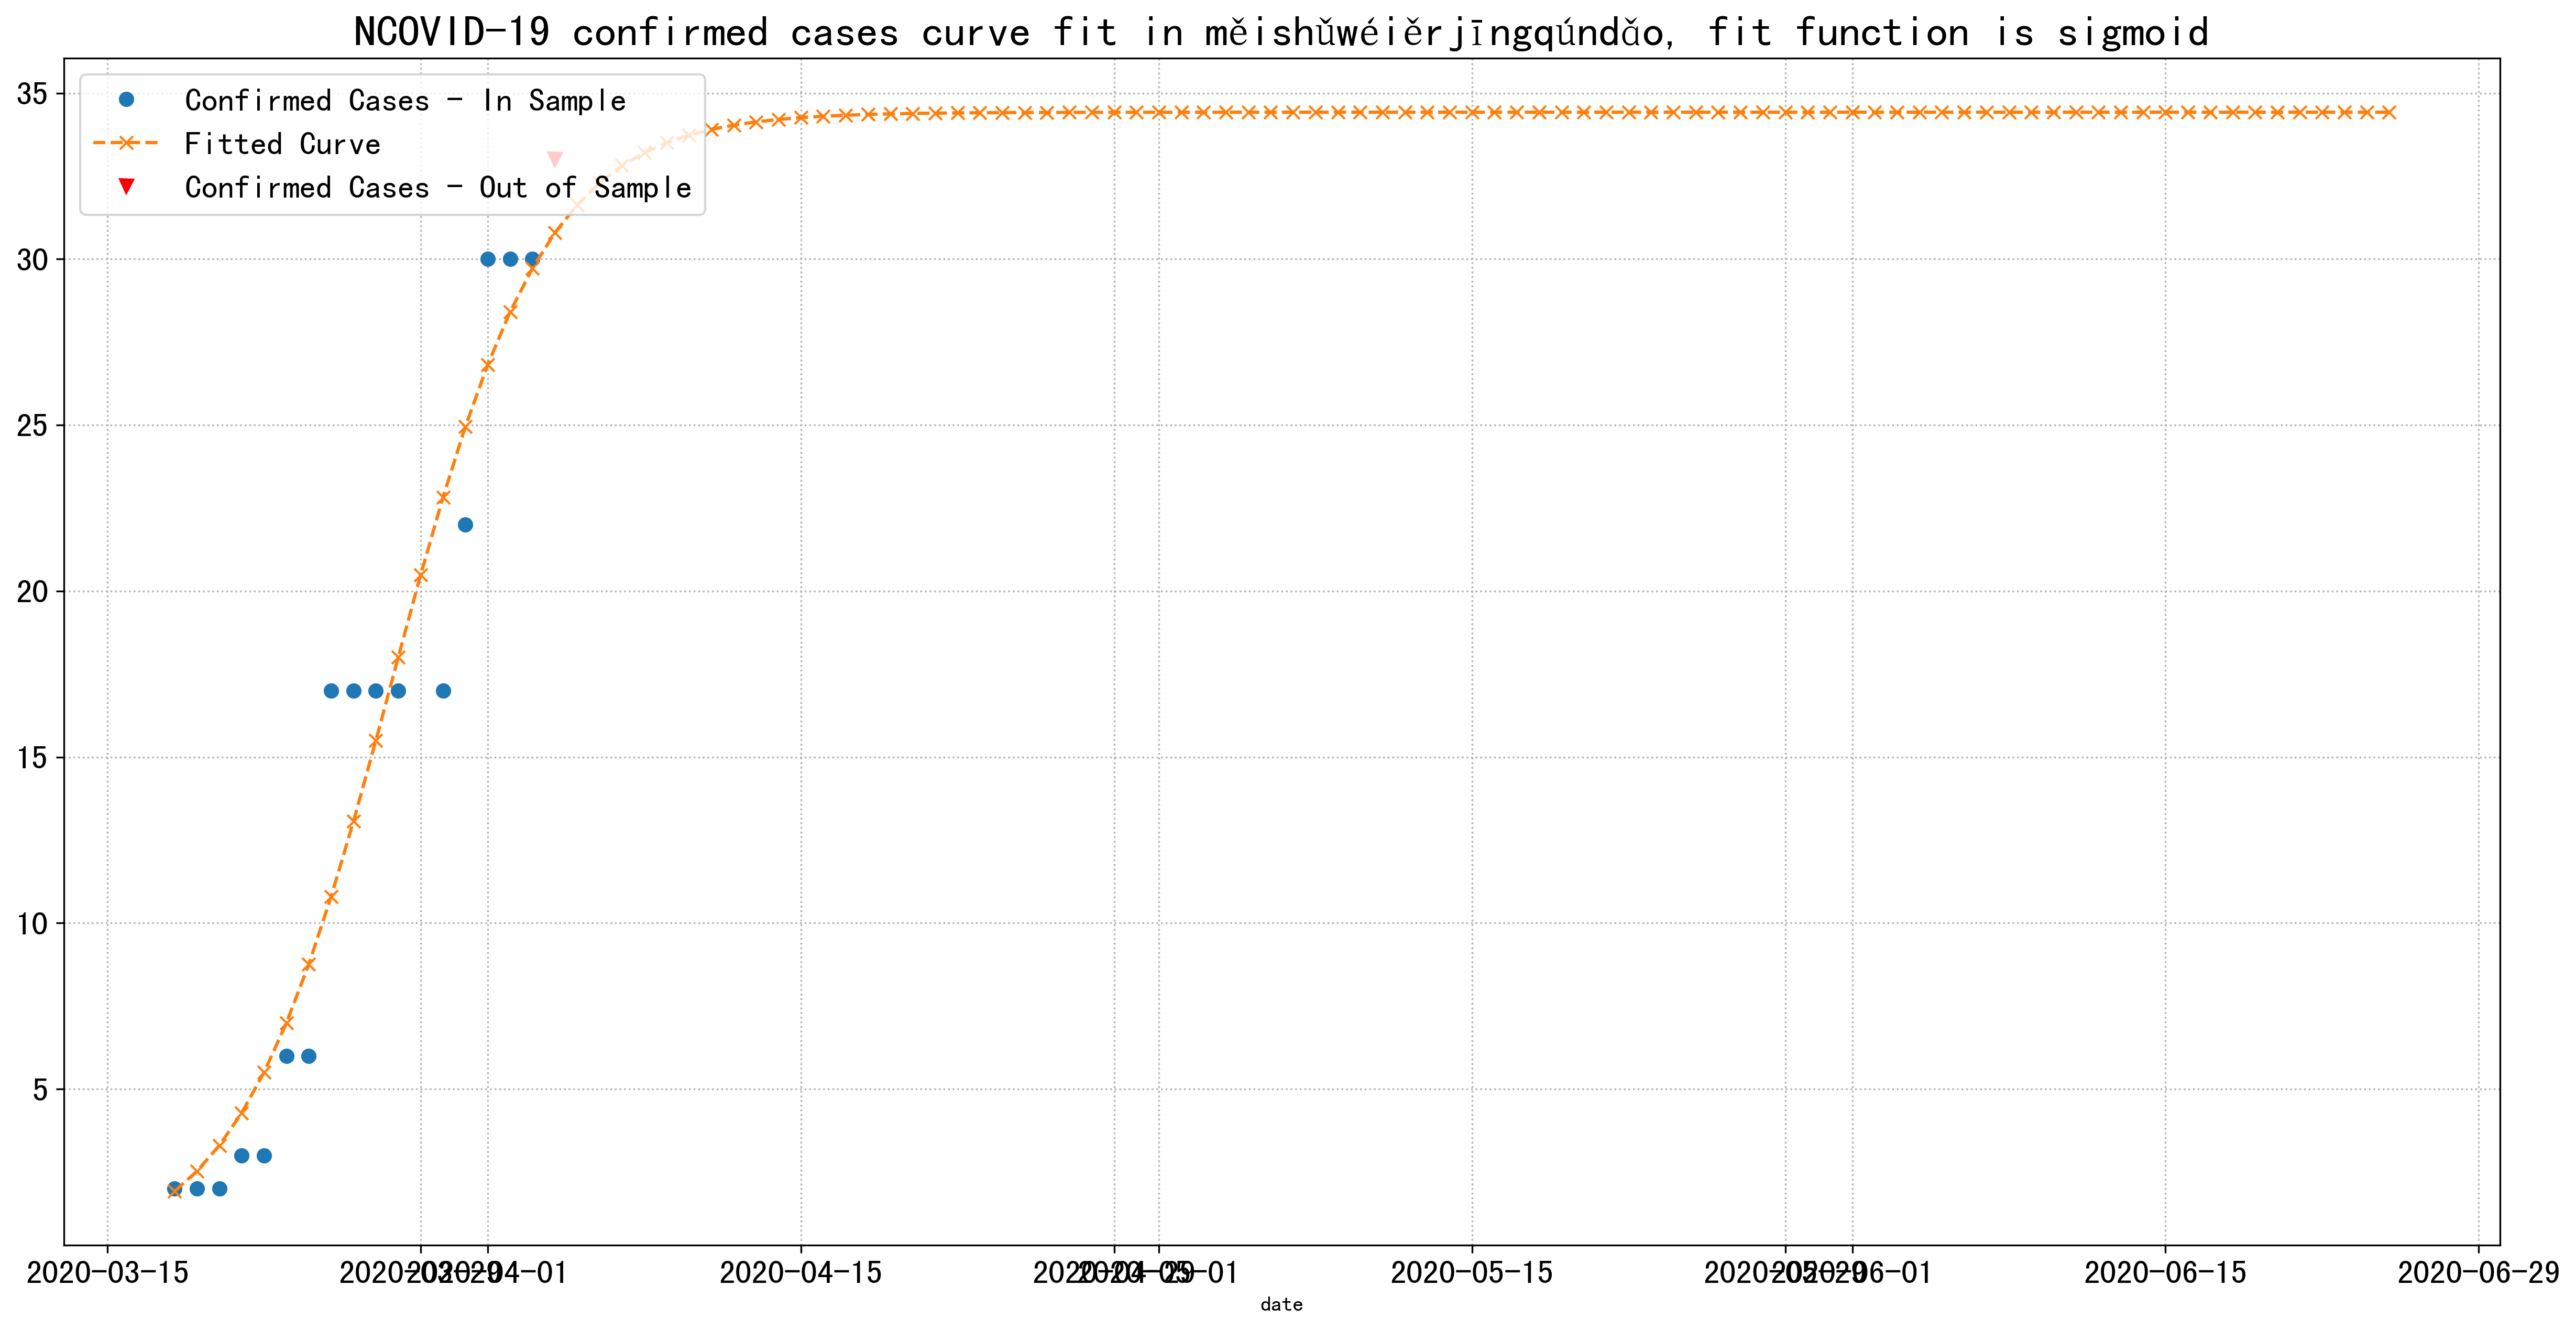 NCOVID-19 confirmed cases curve fit in měishǔwéiěrjīngqúndǎo, fit function is sigmoid
Confirmed Cases - In Sample
Fitted Curve
Confirmed Cases - Out of Sample
35
30
25
20
15
10
5
2020-03-15 2020-03-29 2020-04-01 2020-04-15 2020-04-29 2020-05-01 2020-05-15 2020-05-29 2020-06-01 2020-06-15 2020-06-29
date